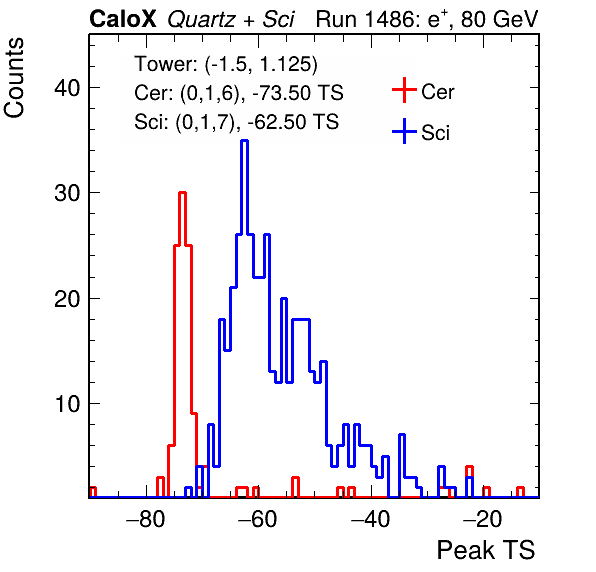 CaloX Quartz + Sci Run 1486: e⁺, 80 GeV
Counts
Tower: (-1.5, 1.125)
Cer: (0,1,6), -73.50 TS
Sci: (0,1,7), -62.50 TS
Cer
Sci
40
30
20
10
−80 −60 −40 −20
Peak TS